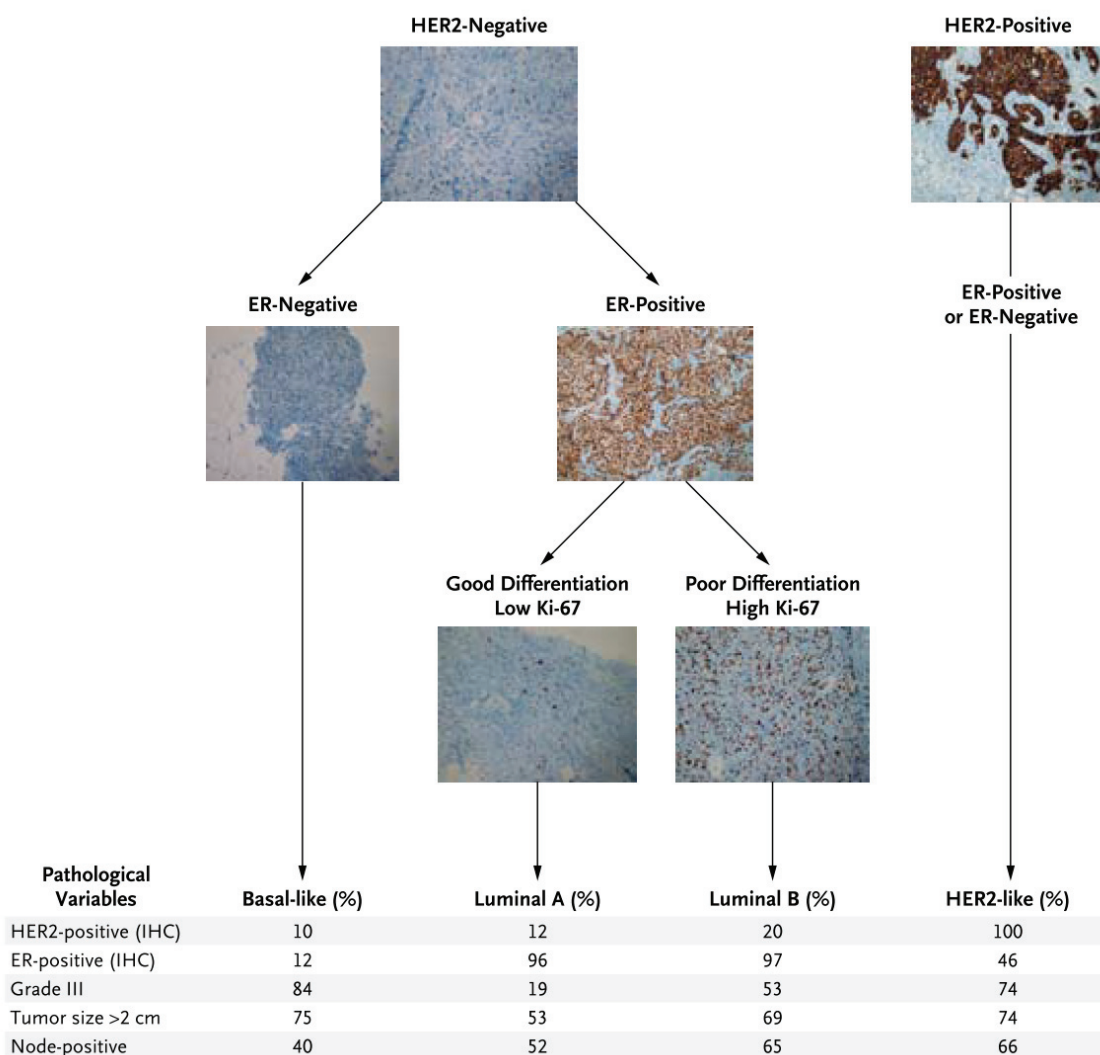 HER2-Negative
HER2-Positive
ER-Negative
ER-Positive
ER-Positive
or ER-Negative
Good Differentiation
Low Ki-67
Poor Differentiation
High Ki-67
Pathological
Variables
Basal-like (%)
Luminal A (%)
Luminal B (%)
HER2-like (%)
HER2-positive (IHC) 10 12 20 100
ER-positive (IHC) 12 96 97 46
Grade III 84 19 53 74
Tumor size >2 cm 75 53 69 74
Node-positive 40 52 65 66